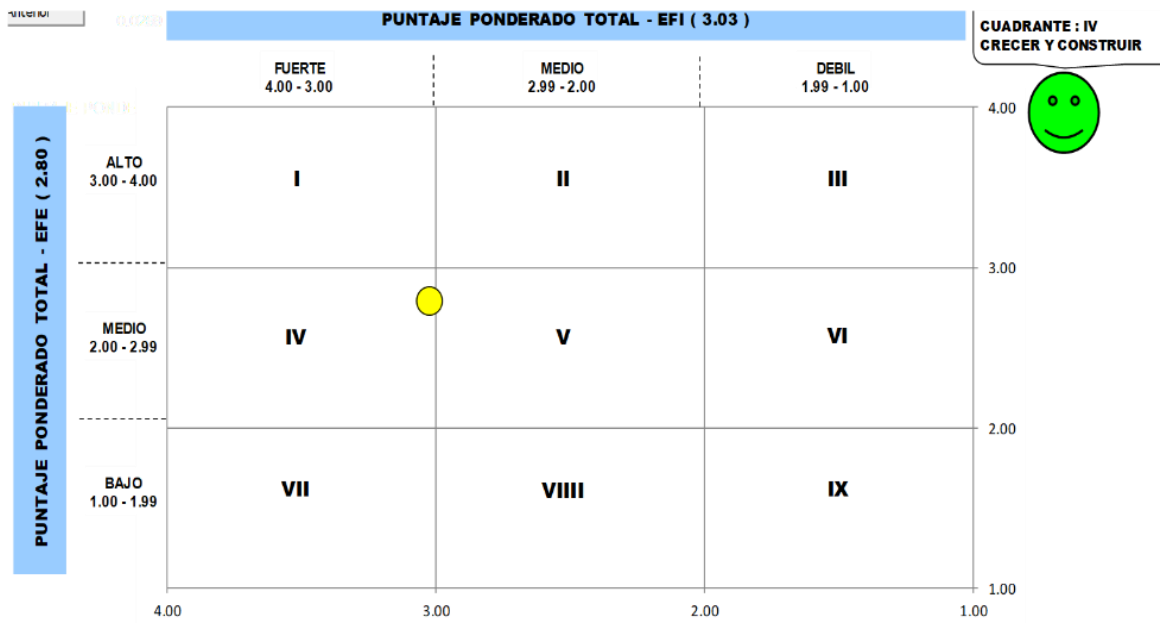 Anterior
PUNTAJE PONDERADO TOTAL - EFI ( 3.03 )
CUADRANTE : IV
CRECER Y CONSTRUIR
FUERTE
4.00 - 3.00
MEDIO
2.99 - 2.00
DEBIL
1.99 - 1.00
PUNTAJE PONDERADO TOTAL - EFE ( 2.80 )
ALTO
3.00 - 4.00
I
II
III
4.00
3.00
MEDIO
2.00 - 2.99
IV
V
VI
2.00
BAJO
1.00 - 1.99
VII
VIIII
IX
1.00
4.00
3.00
2.00
1.00